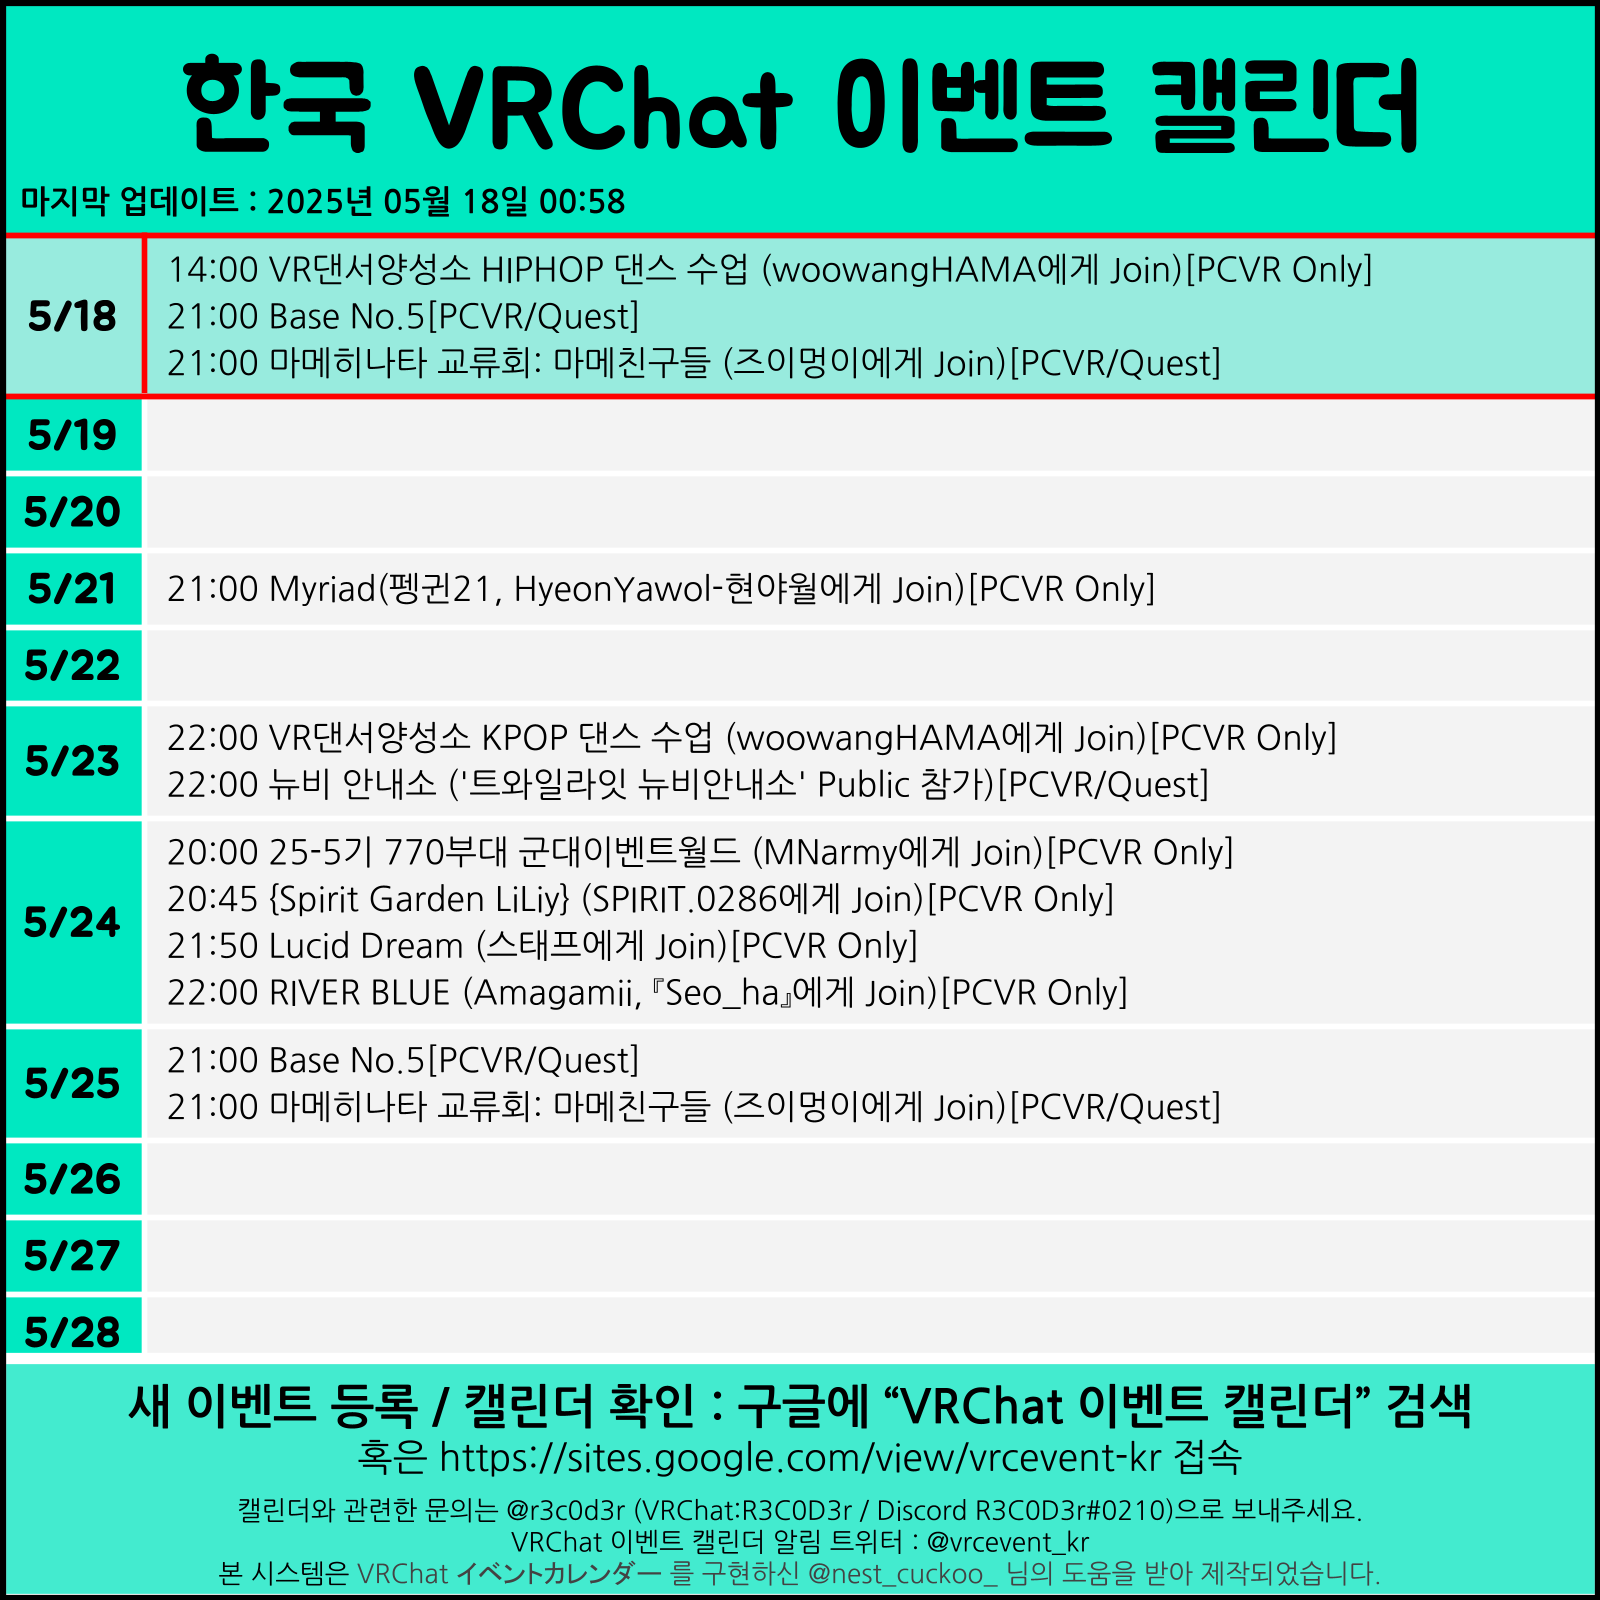 한국 VRChat 이벤트 캘린더
마지막 업데이트 : 2025년 05월 18일 00:58
5/18
14:00 VR댄서양성소 HIPHOP 댄스 수업 (woowangHAMA에게 Join)[PCVR Only]
21:00 Base No.5[PCVR/Quest]
21:00 마메히나타 교류회: 마메친구들 (즈이멍이에게 Join)[PCVR/Quest]
5/19
5/20
5/21
21:00 Myriad(펭귄21, HyeonYawol-현야월에게 Join)[PCVR Only]
5/22
5/23
22:00 VR댄서양성소 KPOP 댄스 수업 (woowangHAMA에게 Join)[PCVR Only]
22:00 뉴비 안내소 ('트와일라잇 뉴비안내소' Public 참가)[PCVR/Quest]
5/24
20:00 25-5기 770부대 군대이벤트월드 (MNarmy에게 Join)[PCVR Only]
20:45 {Spirit Garden LiLiy} (SPIRIT.0286에게 Join)[PCVR Only]
21:50 Lucid Dream (스태프에게 Join)[PCVR Only]
22:00 RIVER BLUE (Amagamii,『Seo_ha』에게 Join)[PCVR Only]
5/25
21:00 Base No.5[PCVR/Quest]
21:00 마메히나타 교류회: 마메친구들 (즈이멍이에게 Join)[PCVR/Quest]
5/26
5/27
5/28
새 이벤트 등록 / 캘린더 확인 : 구글에 “VRChat 이벤트 캘린더” 검색
혹은 https://sites.google.com/view/vrcevent-kr 접속
캘린더와 관련한 문의는 @r3c0d3r (VRChat:R3C0D3r / Discord R3C0D3r#0210)으로 보내주세요.
VRChat 이벤트 캘린더 알림 트위터 : @vrcevent_kr
본 시스템은 VRChat イベントカレンダー 를 구현하신 @nest_cuckoo_ 님의 도움을 받아 제작되었습니다.